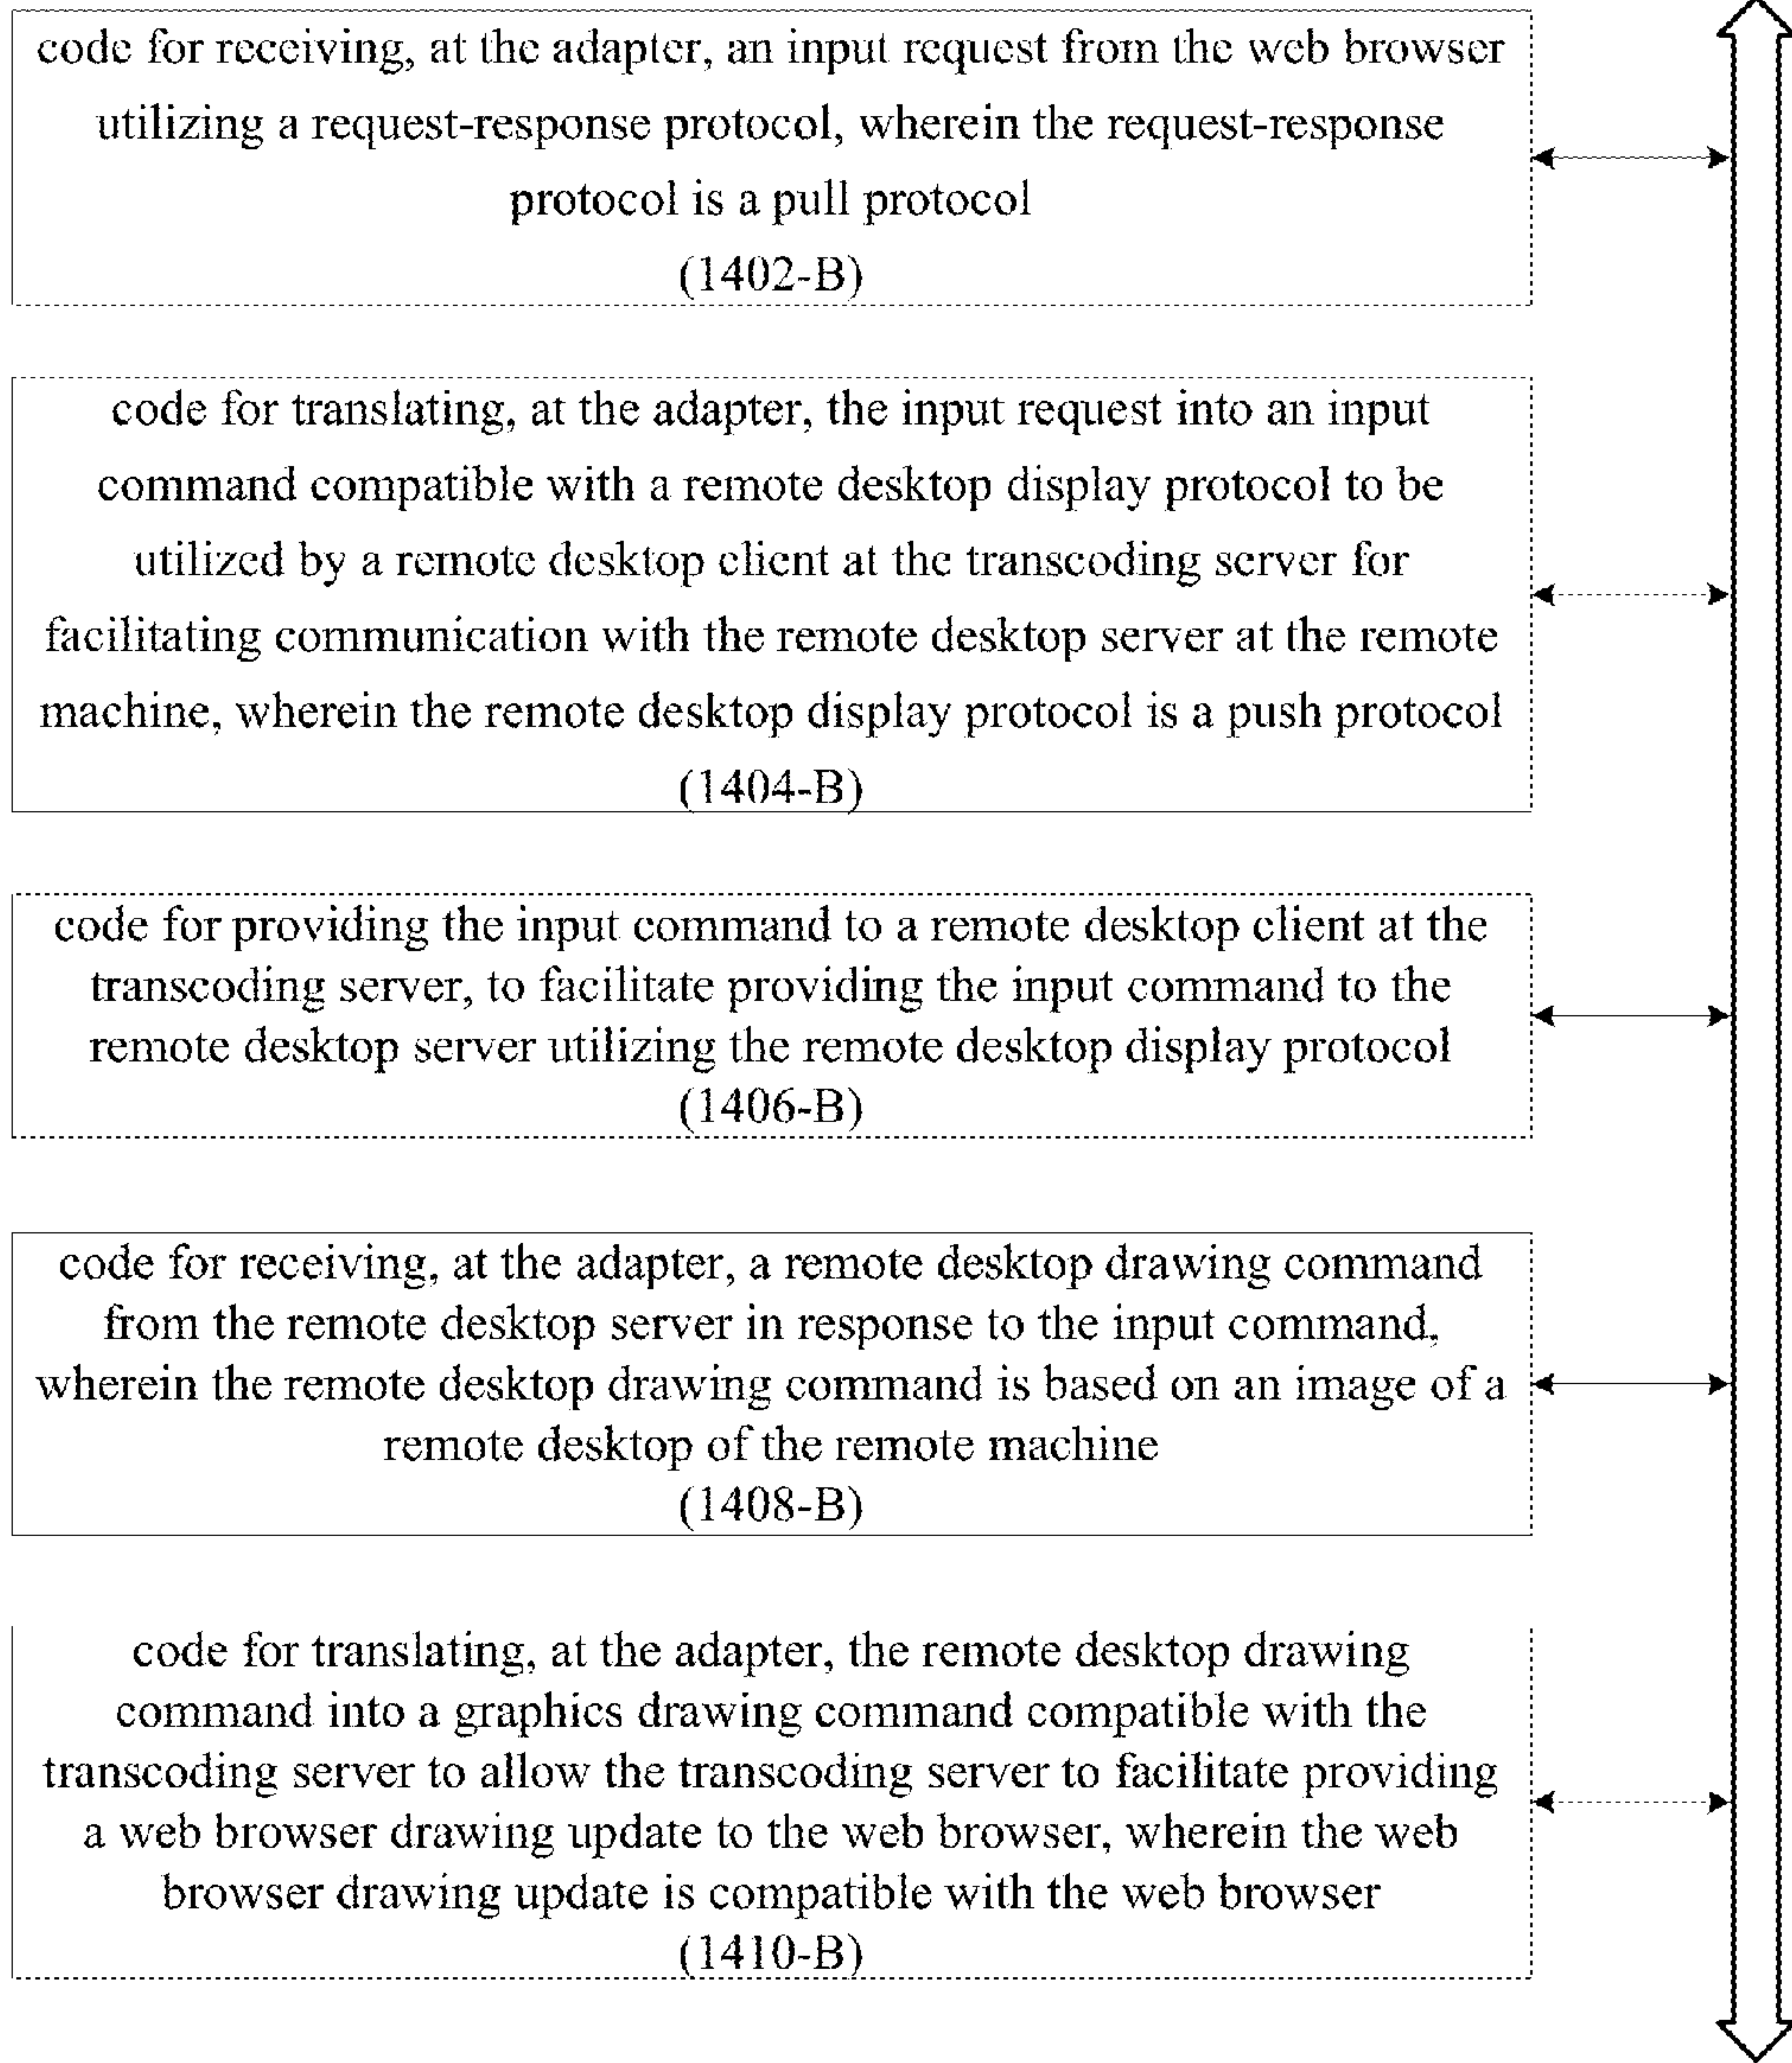 code for receiving, at the adapter, an input request from the web browser
utilizing a request-response protocol, wherein the request-response
protocol is a pull protocol
(1402-B)
code for translating, at the adapter, the input request into an input
command compatible with a remote desktop display protocol to be
utilized by a remote desktop client at the transcoding server for
facilitating communication with the remote desktop server at the remote
machine, wherein the remote desktop display protocol is a push protocol
(1404-B)
code for providing the input command to a remote desktop client at the
transcoding server, to facilitate providing the input command to the
remote desktop server utilizing the remote desktop display protocol
(1406-B)
code for receiving, at the adapter, a remote desktop drawing command
from the remote desktop server in response to the input command,
wherein the remote desktop drawing command is based on an image of a
remote desktop of the remote machine
(1408-B)
code for translating, at the adapter, the remote desktop drawing
command into a graphics drawing command compatible with the
transcoding server to allow the transcoding server to facilitate providing
a web browser drawing update to the web browser, wherein the web
browser drawing update is compatible with the web browser
(1410-B)